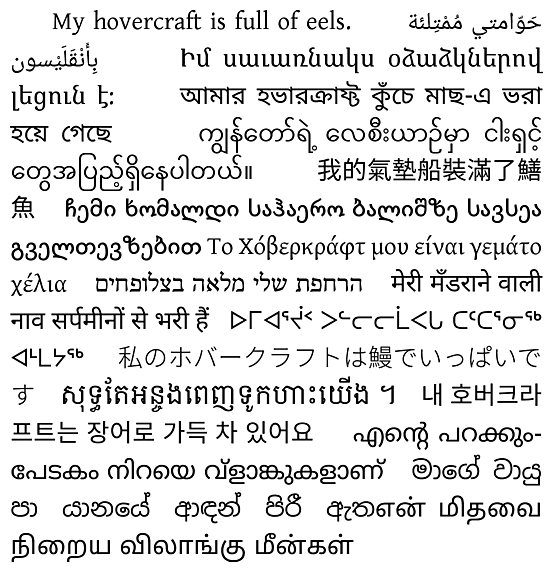 My hovercraft is full of eels. حَوّامتي مُمْتِلئة
بِأَنْقَلَيْسون Իմ սաւառնակս օձաձկներով
լեցուն է: আমার হভারক্রাফ্ট কুঁচে মাছ-এ ভরা
হয়ে গেছে ကျွန်တော်ရဲ့ လေစီးယာဉ်မှာ ငါးရှင့်
တွေအပြည့်ရှိနေပါတယ်။ 我的氣墊船裝滿了鱔
魚 ჩემი ხომალდი საჰაერო ბალიშზე სავსეა
გველთევზებით Το Χόβερκράφτ μου είναι γεμάτο
χέλια הרחפת שלי מלאה בצלופחים मेरी मँडराने वाली
नाव सर्पमीनों से भरी हैं ᐅᒥᐊᕐᔫᑉ ᐳᓪᓕᓕᒫᐸᒐ ᑕᑕᕐᓂᖅ
ᐊᒡᒪᔭᖅ 私のホバークラフトは鰻でいっぱいで
す សុទ្ធតែអន្ចងពេញទូកហាះយើង ។ 내 호버크라
프트는 장어로 가득 차 있어요 എന്റെ പറക്കും-
പേടകം നിറയെ വ്ളാങ്കുകളാണ് මාගේ වායු
පා යානයේ ආඳන් පිරී ඇත என் மிதவை
நிறைய விலாங்கு மீன்கள்